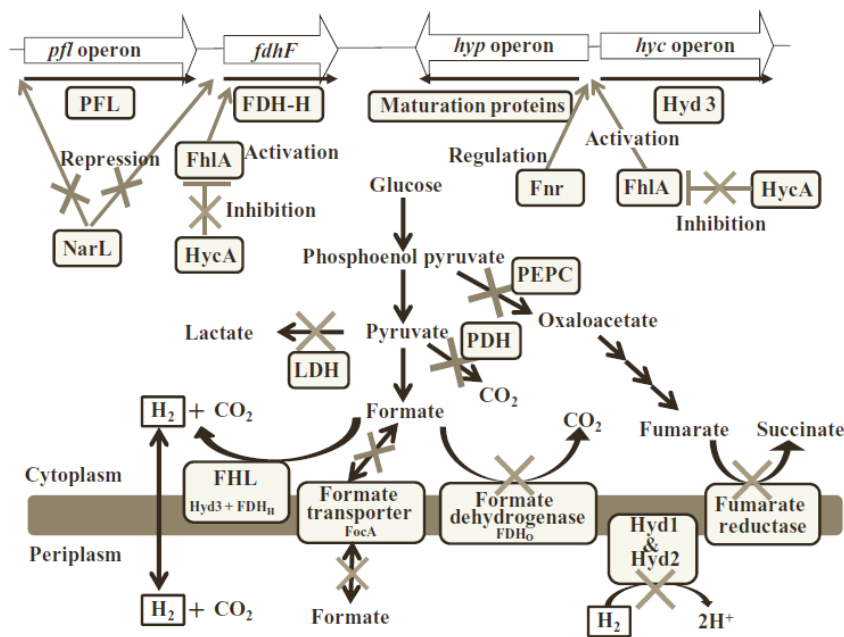 pfl operon
fdhF
hyp operon
hyc operon
PFL
FDH-H
Maturation proteins
Hyd 3
Repression
FhlA
Activation
Regulation
Activation
Glucose
Fnr
FhlA
HycA
Inhibition
Inhibition
NarL
HycA
Phosphoenol pyruvate
PEPC
Oxaloacetate
Lactate
Pyruvate
PDH
LDH
CO₂
H₂ + CO₂
Formate
CO₂
Fumarate
Succinate
Cytoplasm
FHL
Hyd3 + FDHH
Formate
transporter
FocA
Formate
dehydrogenase
FDHO
Fumarate
reductase
Hyd1
&
Hyd2
Periplasm
H₂ + CO₂
Formate
H₂
2H⁺